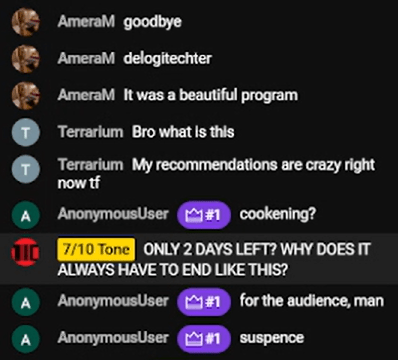 AmeraM goodbye
AmeraM delogitechter
AmeraM It was a beautiful program
T Terrarium Bro what is this
T Terrarium My recommendations are crazy right
now tf
A AnonymousUser #1 cookening?
7/10 Tone ONLY 2 DAYS LEFT? WHY DOES IT
ALWAYS HAVE TO END LIKE THIS?
A AnonymousUser #1 for the audience, man
A AnonymousUser #1 suspence